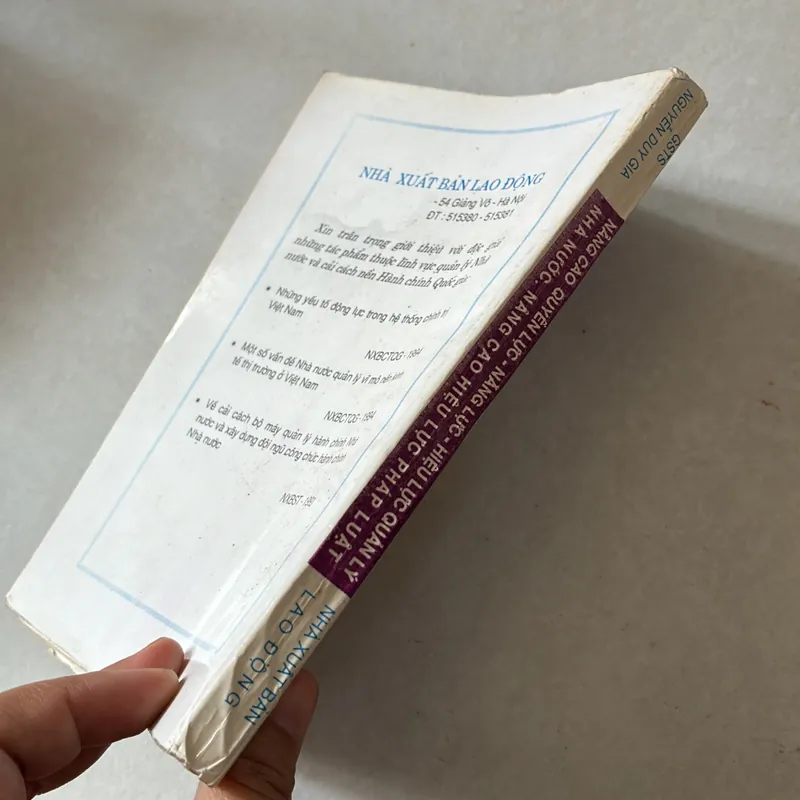 NHÀ XUẤT BẢN LAO ĐỘNG
- 54 Giảng Võ - Hà Nội
ĐT : 515380 - 515381
Xin trân trọng giới thiệu với độc giả
những tác phẩm thuộc lĩnh vực quản lý Nhà
nước và cải cách nền Hành chính Quốc gia:
• Những yếu tố động lực trong hệ thống chính trị
Việt Nam
NXBCTQG - 1994
• Một số vấn đề Nhà nước quản lý vĩ mô nền kinh
tế thị trường ở Việt Nam
NXBCTQG - 1994
• Về cải cách bộ máy quản lý hành chính Nhà
nước và xây dựng đội ngũ công chức hành chính
Nhà nước
NXBST -
GSTS
NGUYỄN DUY GIA
NÂNG CAO QUYỀN LỰC - NĂNG LỰC - HIỆU LỰC QUẢN LÝ
NHÀ NƯỚC, NÂNG CAO HIỆU LỰC PHÁP LUẬT
NHÀ XUẤT BẢN
LAO ĐỘNG